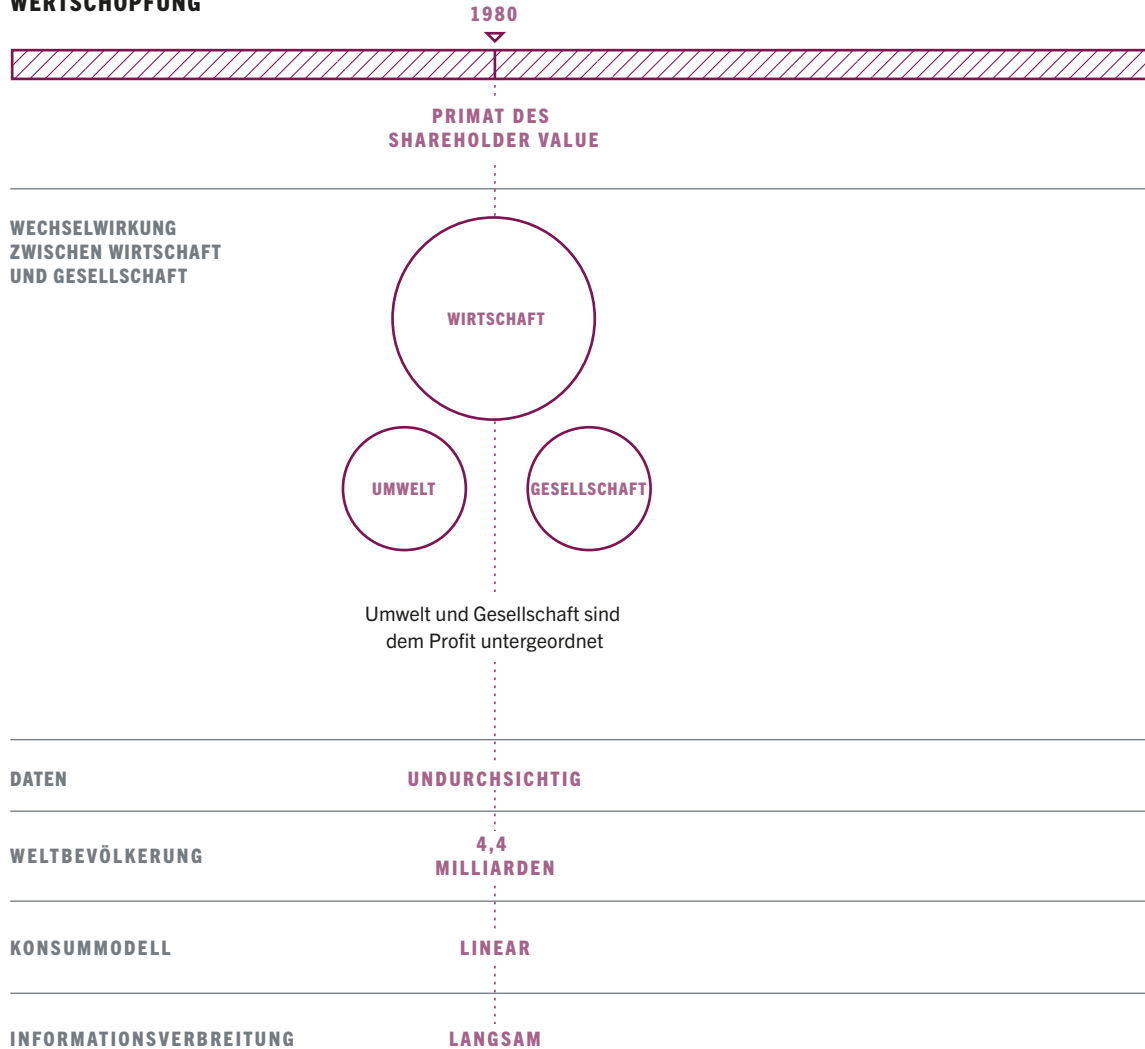 WERTSCHÖPFUNG
1980
PRIMAT DES
SHAREHOLDER VALUE
WECHSELWIRKUNG
ZWISCHEN WIRTSCHAFT
UND GESELLSCHAFT
WIRTSCHAFT
UMWELT
GESELLSCHAFT
Umwelt und Gesellschaft sind
dem Profit untergeordnet
DATEN
UNDURCHSICHTIG
WELTBEVÖLKERUNG
4,4
MILLIARDEN
KONSUMMODELL
LINEAR
INFORMATIONSVERBREITUNG
LANGSAM